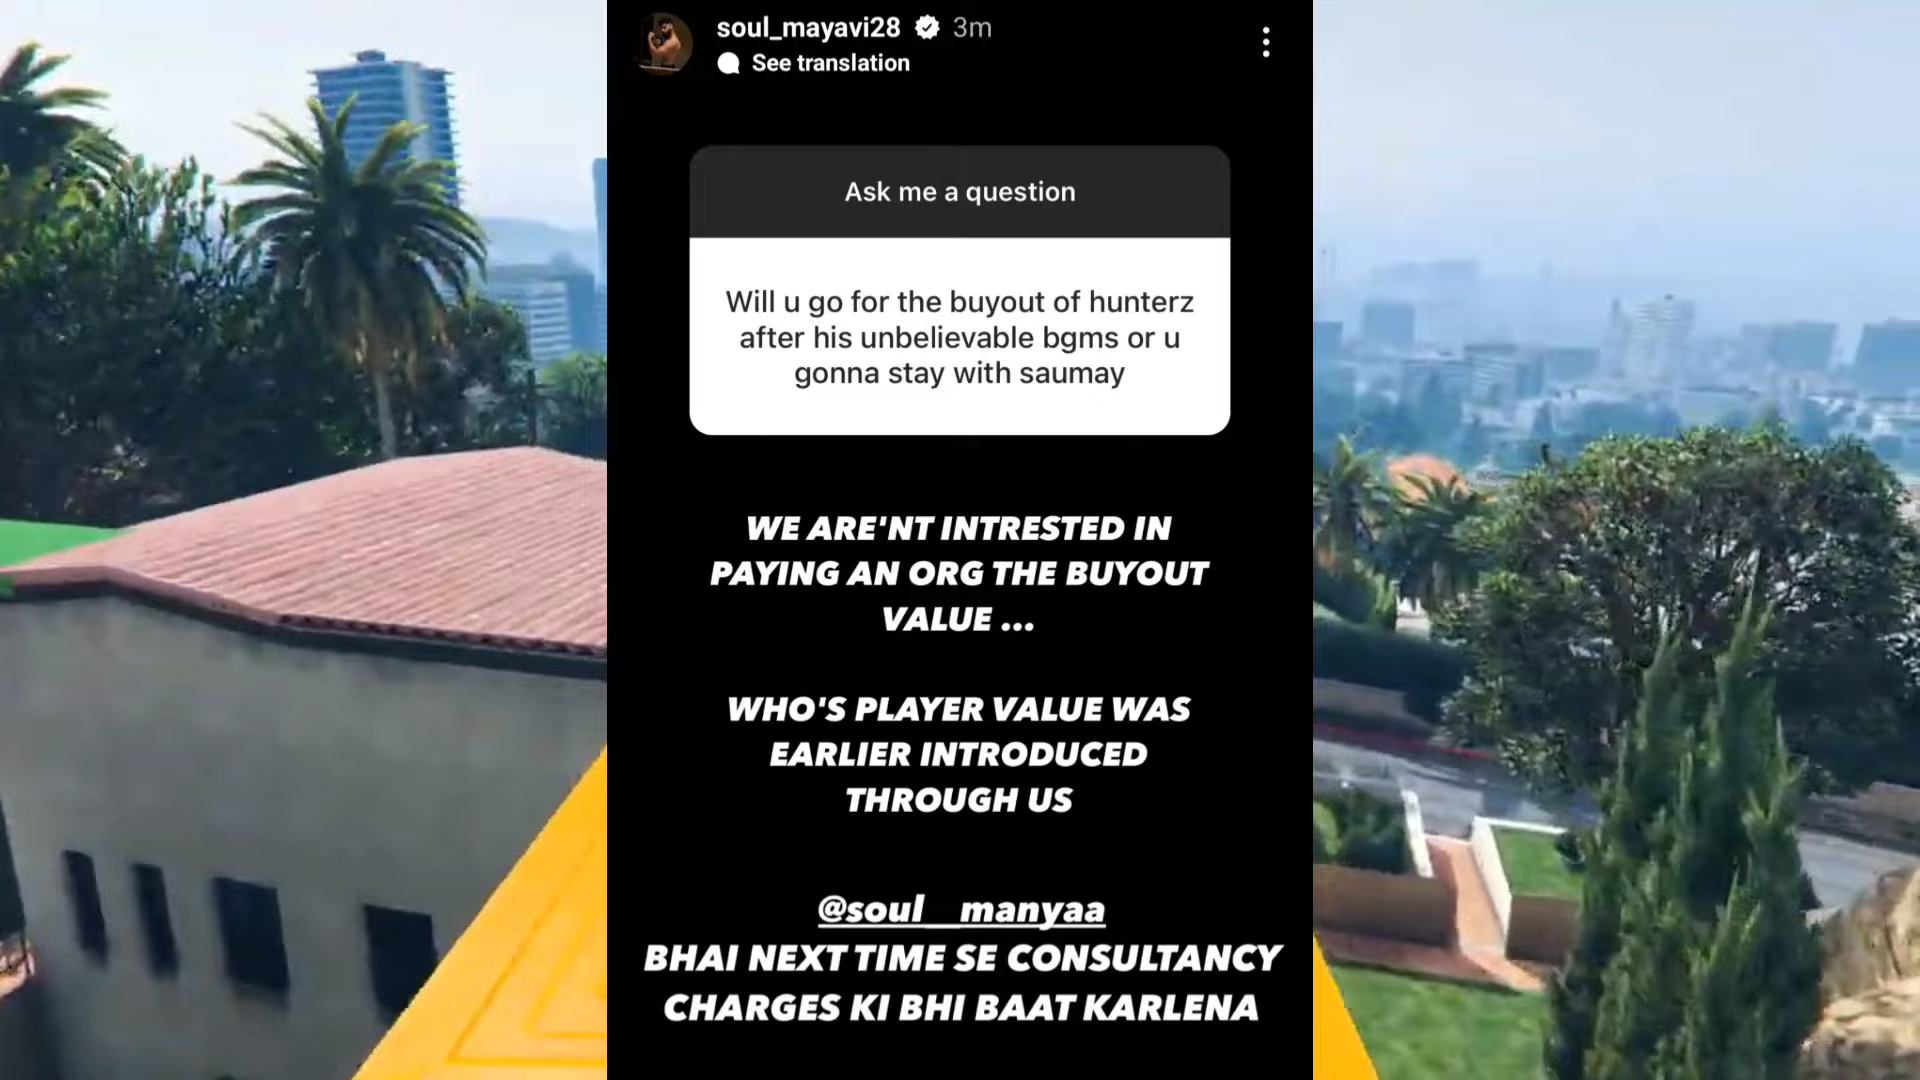 soul_mayavi28 3m
See translation
Ask me a question
Will u go for the buyout of hunterz
after his unbelievable bgms or u
gonna stay with saumay
WE ARE'NT INTRESTED IN
PAYING AN ORG THE BUYOUT
VALUE ...
WHO'S PLAYER VALUE WAS
EARLIER INTRODUCED
THROUGH US
@soul__manyaa
BHAI NEXT TIME SE CONSULTANCY
CHARGES KI BHI BAAT KARLENA